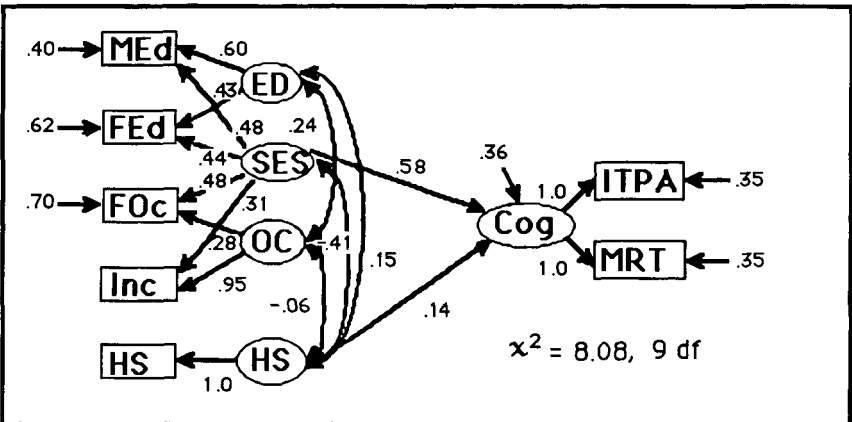 .40 MEd .60 ED
.43
.62 FEd .48 .24
.44 SES .58 .36
.48 1.0 ITPA .35
.70 FOc .31 Cog
.28 OC -.41 1.0 MRT .35
Inc .95 .15
-.06 .14
HS 1.0 HS
x² = 8.08, 9 df